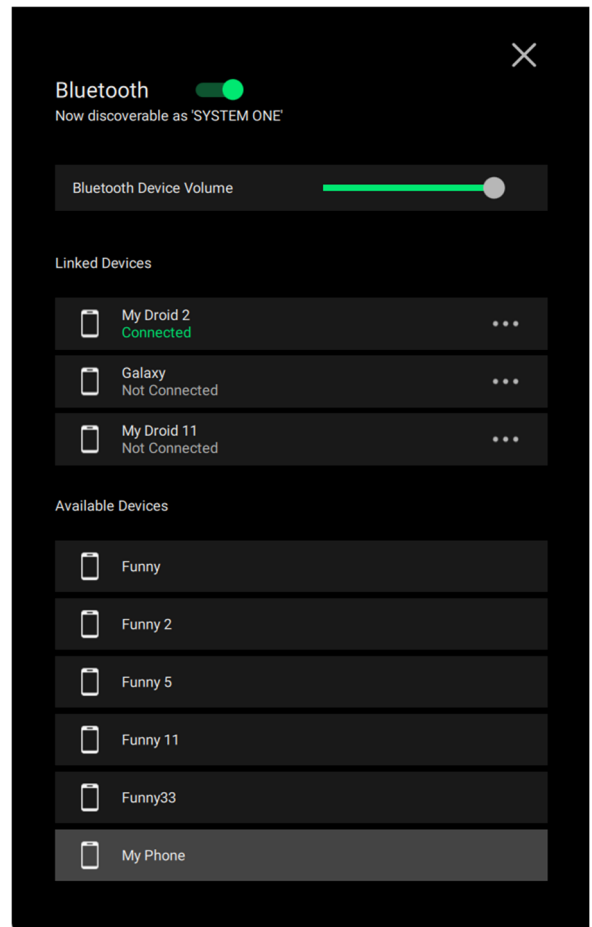 Bluetooth
Now discoverable as 'SYSTEM ONE'
Bluetooth Device Volume
Linked Devices
My Droid 2
Connected
Galaxy
Not Connected
My Droid 11
Not Connected
Available Devices
Funny
Funny 2
Funny 5
Funny 11
Funny33
My Phone